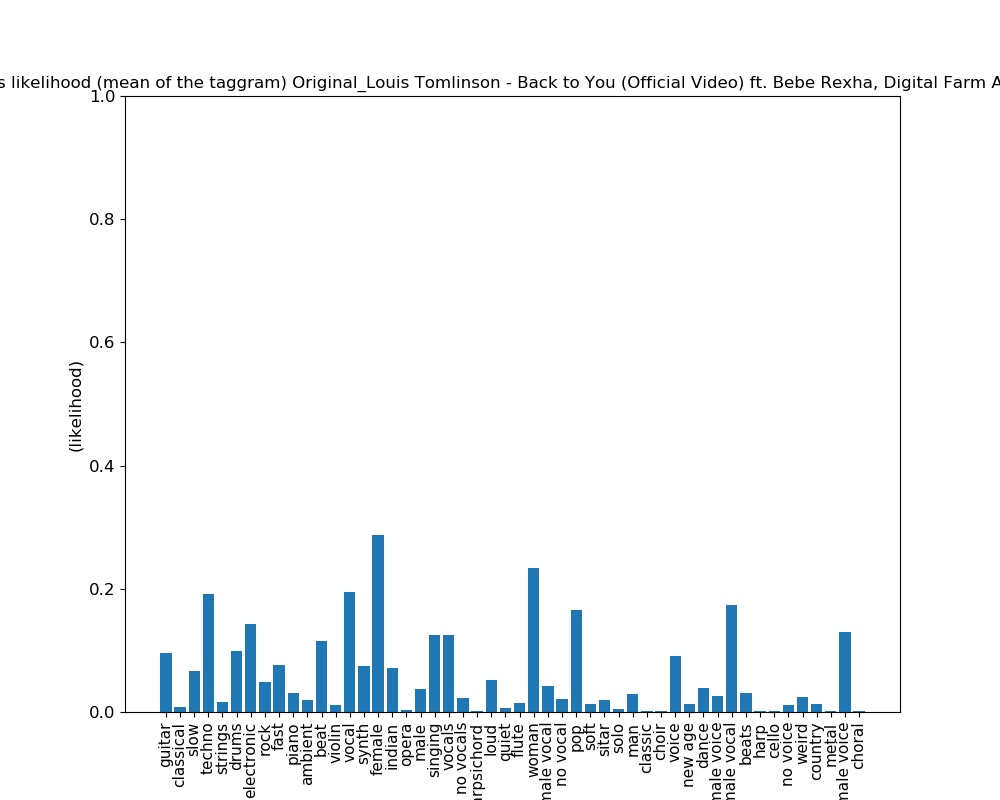 s likelihood (mean of the taggram) Original_Louis Tomlinson - Back to You (Official Video) ft. Bebe Rexha, Digital Farm A
1.0
0.8
0.6
0.4
0.2
0.0
(likelihood)
guitar
classical
slow
techno
strings
drums
electronic
rock
fast
piano
ambient
beat
violin
vocal
synth
female
indian
opera
male
singing
vocals
no vocals
arpsichord
loud
quiet
flute
woman
male vocal
no vocal
pop
soft
sitar
solo
man
classic
choir
voice
new age
dance
male voice
male vocal
beats
harp
cello
no voice
weird
country
metal
male voice
choral